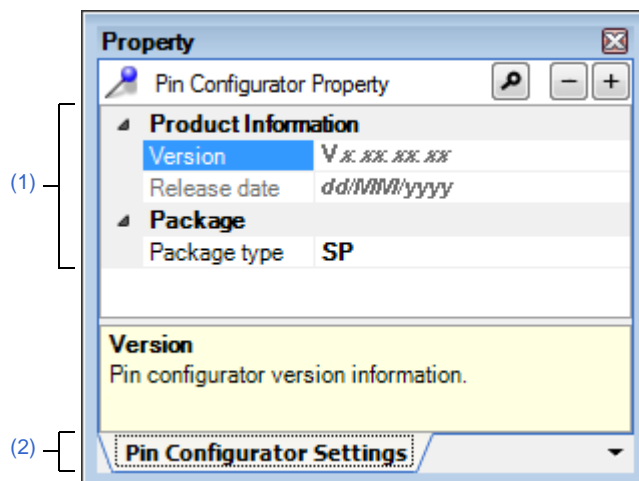 Property
Pin Configurator Property
(1)
Product Information
Version V x.xx.xx.xx
Release date dd/MM/yyyy
Package
Package type SP
Version
Pin configurator version information.
(2)
Pin Configurator Settings